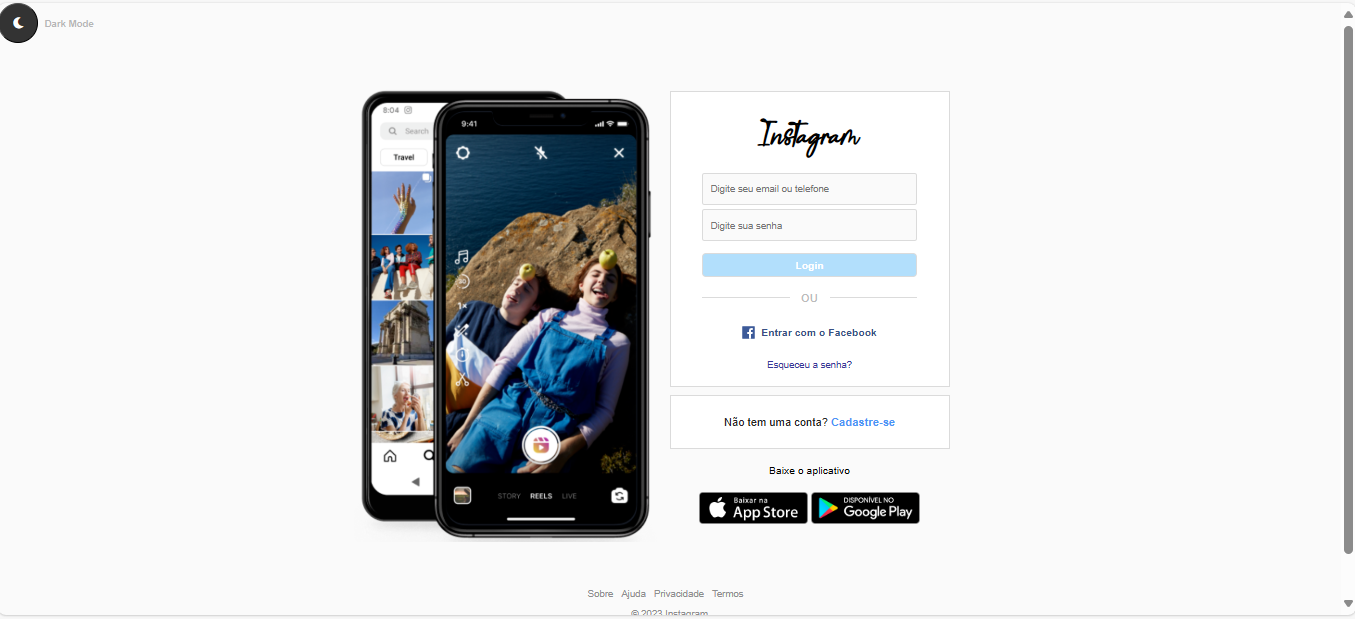 Dark Mode
8:04
Search
Travel
9:41
1x
STORY REELS LIVE
Instagram
Digite seu email ou telefone
Digite sua senha
Login
OU
Entrar com o Facebook
Esqueceu a senha?
Não tem uma conta? Cadastre-se
Baixe o aplicativo
Baixar na
App Store
DISPONÍVEL NO
Google Play
Sobre Ajuda Privacidade Termos
© 2023 Instagram